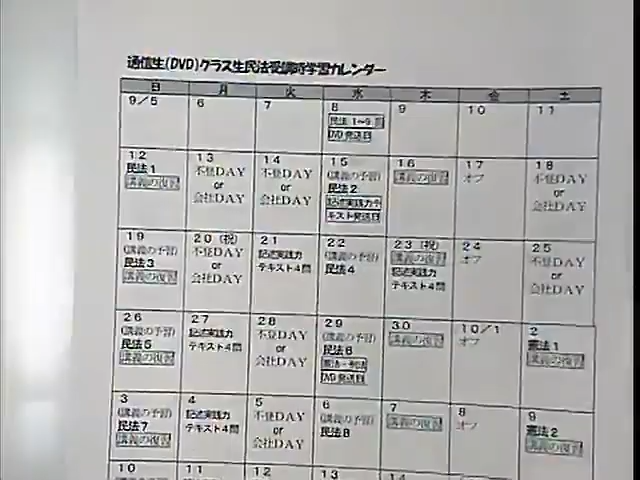 通信生(DVD)クラス生民法受講時学習カレンダー
日 月 火 水 木 金 土
9/5 6 7 8 9 10 11
民法 1~9 回
DVD 発送日
12 13 14 15 16 17 18
民法1 不登DAY 不登DAY (講義の予習) 講義の復習 オフ 不登DAY
講義の復習 or or 民法2 or
会社DAY 会社DAY 記述実践力テ 会社DAY
キスト発送日
19 20 (祝) 21 22 23 (祝) 24 25
(講義の予習) 不登DAY 記述実践力 (講義の予習) 講義の復習 オフ 不登DAY
民法3 or テキスト4問 民法4 記述実践力 or
講義の復習 会社DAY テキスト4問 会社DAY
26 27 28 29 30 10/1 2
(講義の予習) 記述実践力 不登DAY (講義の予習) 講義の復習 オフ 憲法1
民法5 テキスト4問 or 民法6 講義の復習
講義の復習 会社DAY 憲法・刑法
DVD 発送日
3 4 5 6 7 8 9
(講義の予習) 記述実践力 不登DAY (講義の予習) 講義の復習 オフ 憲法2
民法7 テキスト4問 or 民法8 講義の復習
講義の復習 会社DAY
10 11 12 13